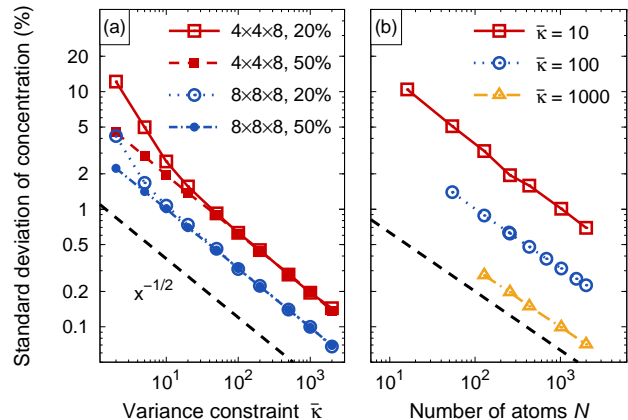 Standard deviation of concentration (%)
20
10
5
2
1
0.5
0.2
0.1
(a)
4×4×8, 20%
4×4×8, 50%
8×8×8, 20%
8×8×8, 50%
x^{-1/2}
10^1
10^2
10^3
Variance constraint κ̄
(b)
κ̄ = 10
κ̄ = 100
κ̄ = 1000
10^1
10^2
10^3
Number of atoms N